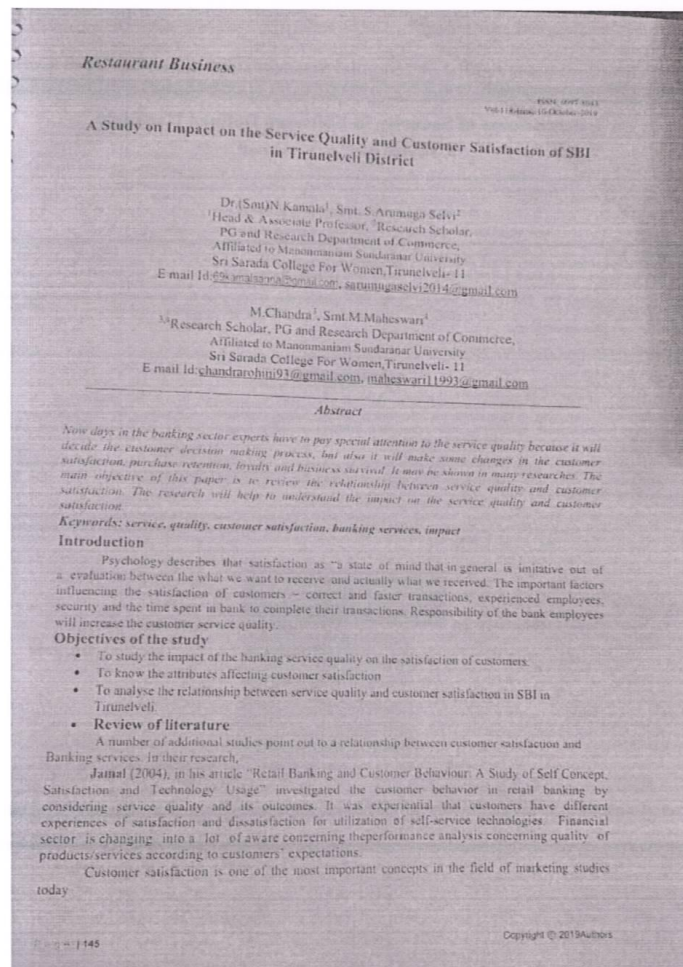 Restaurant Business
A Study on Impact on the Service Quality and Customer Satisfaction of SBI
in Tirunelveli District
Dr.(Smt)N.Kamala¹, Smt. S.Arumuga Selvi²
¹Head & Associate Professor, ²Research Scholar,
PG and Research Department of Commerce,
Affiliated to Manonmaniam Sundaranar University
Sri Sarada College For Women,Tirunelveli- 11
E mail Id: sarumugaselvi2014@gmail.com
M.Chandra³, Smt M.Maheswari⁴
³,⁴Research Scholar, PG and Research Department of Commerce,
Affiliated to Manonmaniam Sundaranar University
Sri Sarada College For Women,Tirunelveli- 11
E mail Id:chandrarohini93@gmail.com, maheswari11993@gmail.com
Abstract
Now days in the banking sector experts have to pay special attention to the service quality because it will
decide the customer decision making process, but also it will make some changes in the customer
satisfaction, purchase retention, loyalty and business survival. It may be shown in many researches. The
main objective of this paper is to review the relationship between service quality and customer
satisfaction. The research will help to understand the impact on the service quality and customer
satisfaction.
Keywords: service, quality, customer satisfaction, banking services, impact
Introduction
Psychology describes that satisfaction as "a state of mind that in general is imitative out of
a evaluation between the what we want to receive and actually what we received. The important factors
influencing the satisfaction of customers – correct and faster transactions, experienced employees,
security and the time spent in bank to complete their transactions. Responsibility of the bank employees
will increase the customer service quality.
Objectives of the study
• To study the impact of the banking service quality on the satisfaction of customers.
• To know the attributes affecting customer satisfaction
• To analyse the relationship between service quality and customer satisfaction in SBI in
Tirunelveli.
• Review of literature
A number of additional studies point out to a relationship between customer satisfaction and
Banking services. In their research,
Jamal (2004), in his article "Retail Banking and Customer Behaviour: A Study of Self Concept,
Satisfaction and Technology Usage" investigated the customer behavior in retail banking by
considering service quality and its outcomes. It was experiential that customers have different
experiences of satisfaction and dissatisfaction for utilization of self-service technologies. Financial
sector is changing into a lot of aware concerning theperformance analysis concerning quality of
products/services according to customers' expectations.
Customer satisfaction is one of the most important concepts in the field of marketing studies
today
| 145
Copyright © 2019Authors